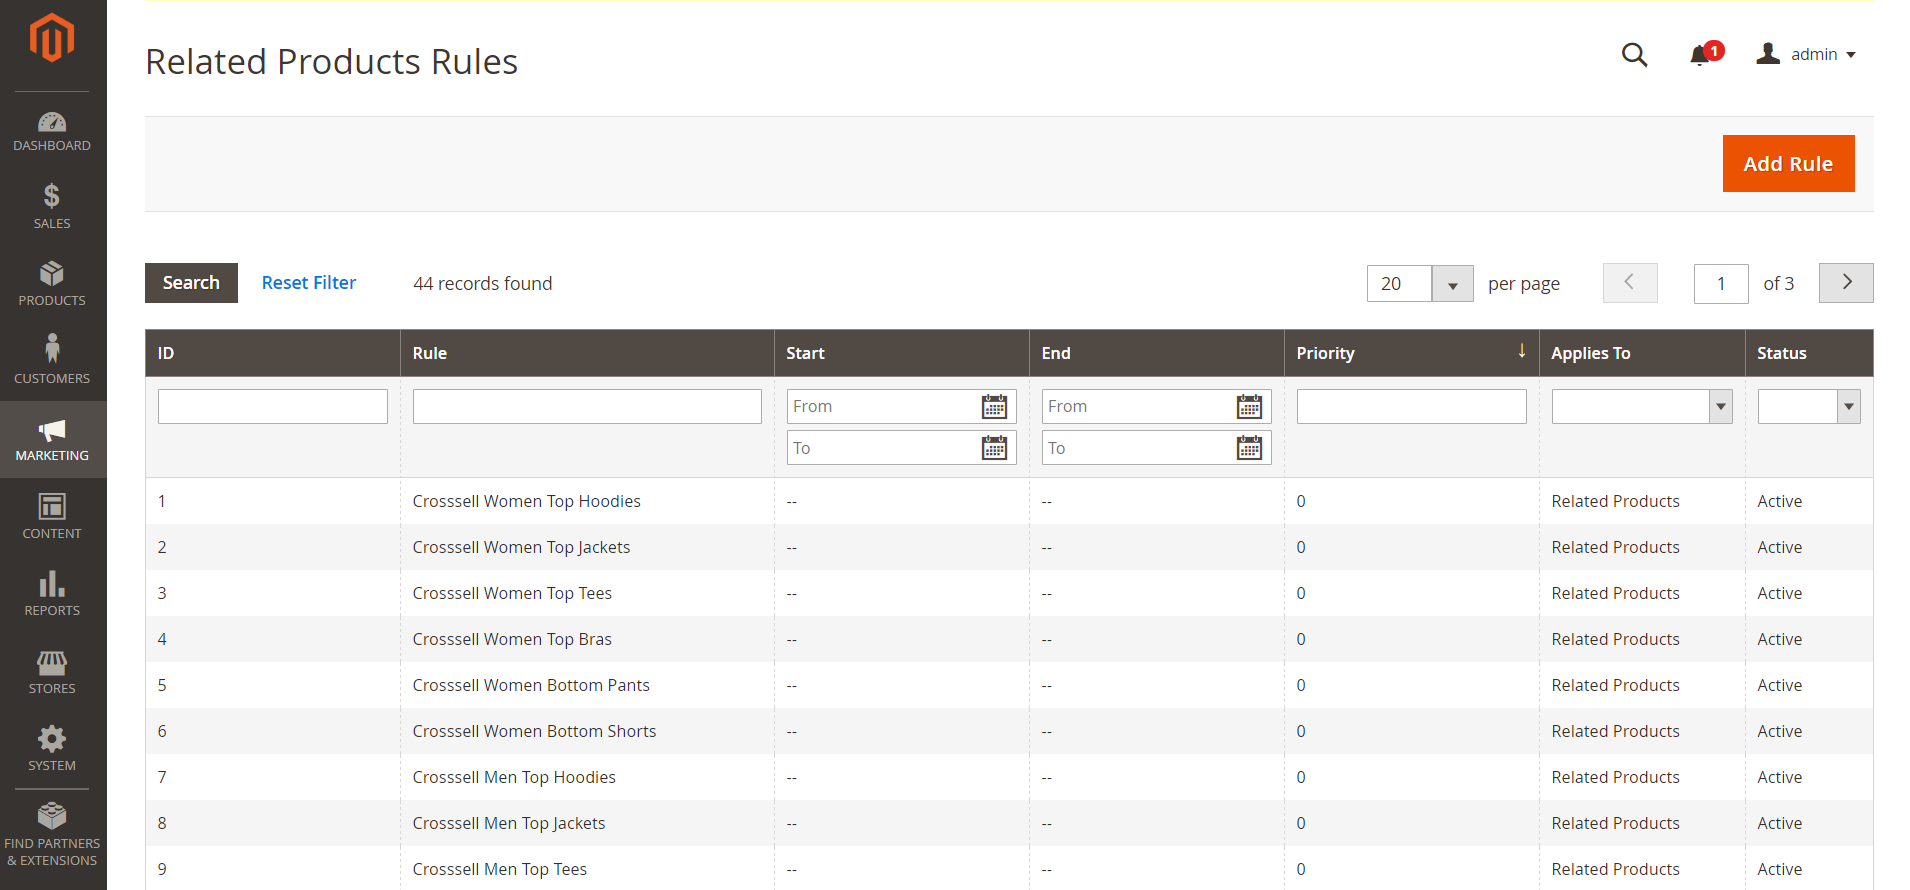 Related Products Rules
1
admin
DASHBOARD
SALES
PRODUCTS
CUSTOMERS
MARKETING
CONTENT
REPORTS
STORES
SYSTEM
FIND PARTNERS
& EXTENSIONS
Add Rule
Search Reset Filter 44 records found 20 per page 1 of 3
ID Rule Start End Priority ↓ Applies To Status
From From
To To
1 Crosssell Women Top Hoodies -- -- 0 Related Products Active
2 Crosssell Women Top Jackets -- -- 0 Related Products Active
3 Crosssell Women Top Tees -- -- 0 Related Products Active
4 Crosssell Women Top Bras -- -- 0 Related Products Active
5 Crosssell Women Bottom Pants -- -- 0 Related Products Active
6 Crosssell Women Bottom Shorts -- -- 0 Related Products Active
7 Crosssell Men Top Hoodies -- -- 0 Related Products Active
8 Crosssell Men Top Jackets -- -- 0 Related Products Active
9 Crosssell Men Top Tees -- -- 0 Related Products Active